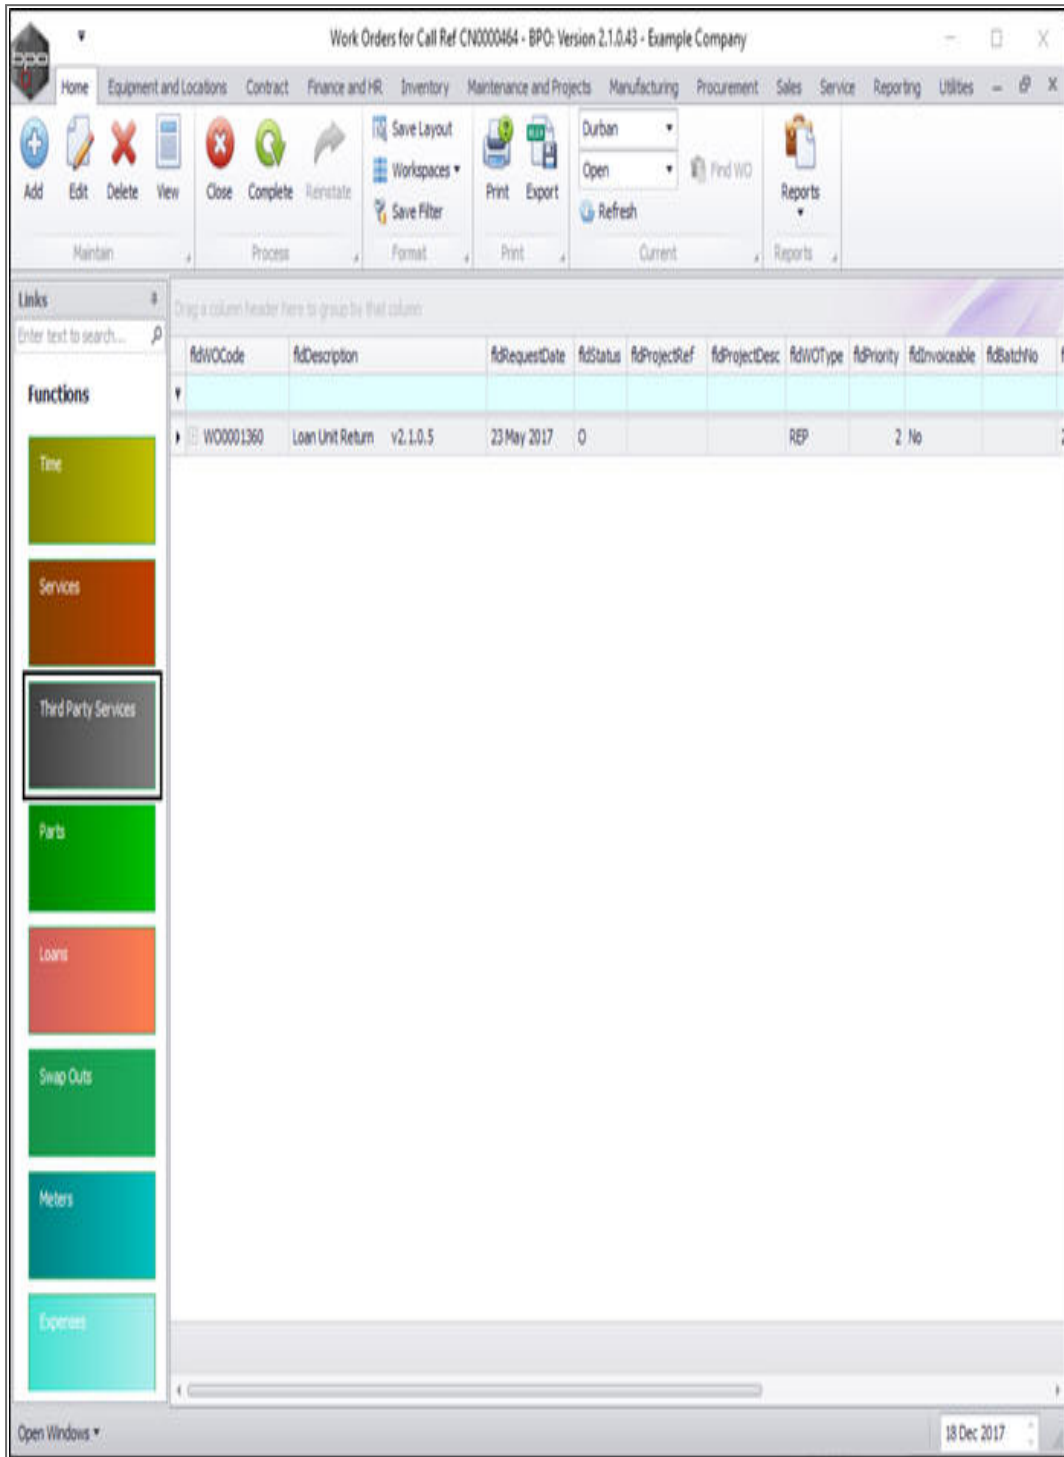 Work Orders for Call Ref CN0000464 - BPO: Version 2.1.0.43 - Example Company
bpo
Home Equipment and Locations Contract Finance and HR Inventory Maintenance and Projects Manufacturing Procurement Sales Service Reporting Utilities
Add Edit Delete View Close Complete Reinstate Save Layout Workspaces Save Filter Print Export Durban Open Refresh Find WO Reports
Maintain Process Format Print Current Reports
Links
Enter text to search...
Drag a column header here to group by that column
fldWOCode fldDescription fldRequestDate fldStatus fldProjectRef fldProjectDesc fldWOType fldPriority fldInvoiceable fldBatchNo
WO0001360 Loan Unit Return v2.1.0.5 23 May 2017 O REP 2 No
Functions
Time
Services
Third Party Services
Parts
Loans
Swap Outs
Meters
Expenses
Open Windows
18 Dec 2017